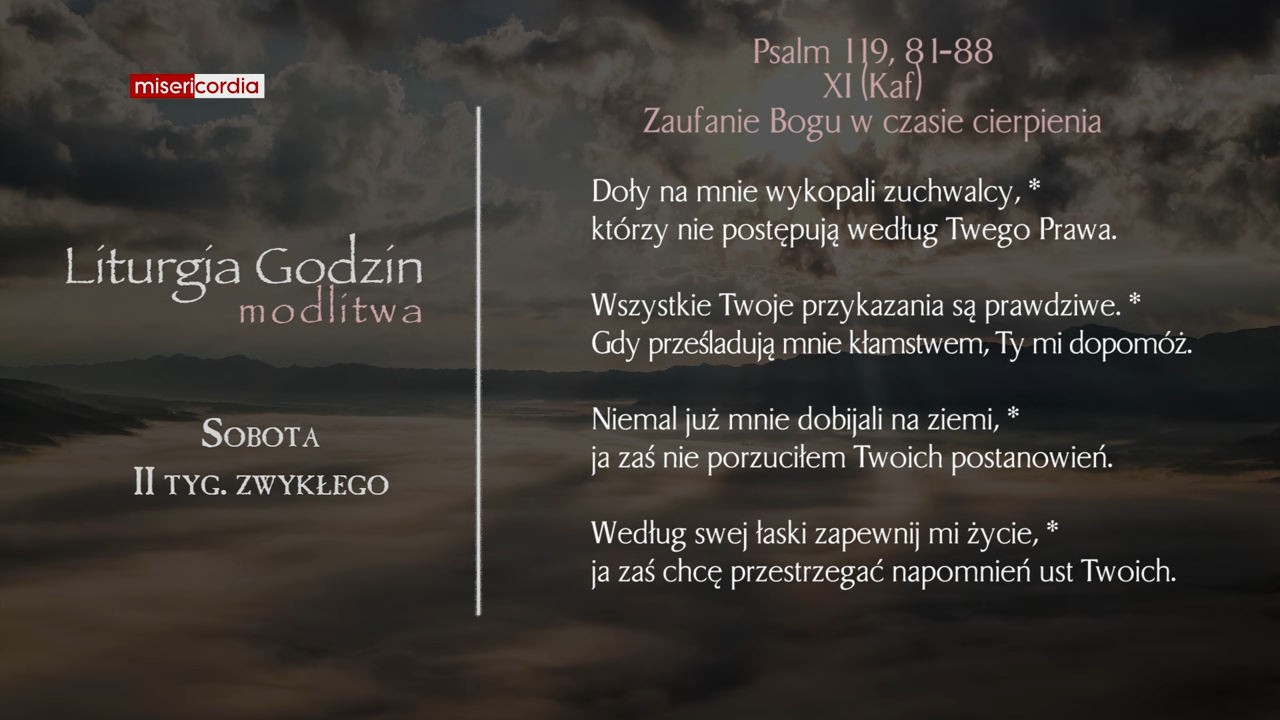 misericordia
Liturgia Godzin
modlitwa
Sobota
II tyg. zwykłego
Psalm 119, 81-88
XI (Kaf)
Zaufanie Bogu w czasie cierpienia
Doły na mnie wykopali zuchwalcy, *
którzy nie postępują według Twego Prawa.
Wszystkie Twoje przykazania są prawdziwe. *
Gdy prześladują mnie kłamstwem, Ty mi dopomóż.
Niemal już mnie dobijali na ziemi, *
ja zaś nie porzuciłem Twoich postanowień.
Według swej łaski zapewnij mi życie, *
ja zaś chcę przestrzegać napomnień ust Twoich.